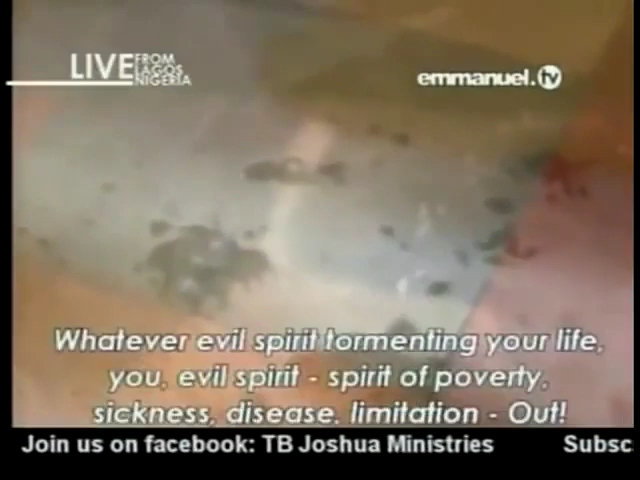 LIVE FROM LAGOS NIGERIA
emmanuel.tv
Whatever evil spirit tormenting your life,
you, evil spirit - spirit of poverty,
sickness, disease, limitation - Out!
Join us on facebook: TB Joshua Ministries Subsc